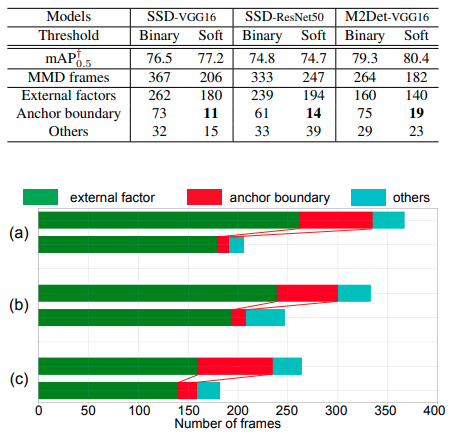 Models SSD-VGG16 SSD-ResNet50 M2Det-VGG16
Threshold Binary Soft Binary Soft Binary Soft
mAP†0.5 76.5 77.2 74.8 74.7 79.3 80.4
MMD frames 367 206 333 247 264 182
External factors 262 180 239 194 160 140
Anchor boundary 73 11 61 14 75 19
Others 32 15 33 39 29 23
external factor anchor boundary others
(a)
(b)
(c)
0 50 100 150 200 250 300 350 400
Number of frames